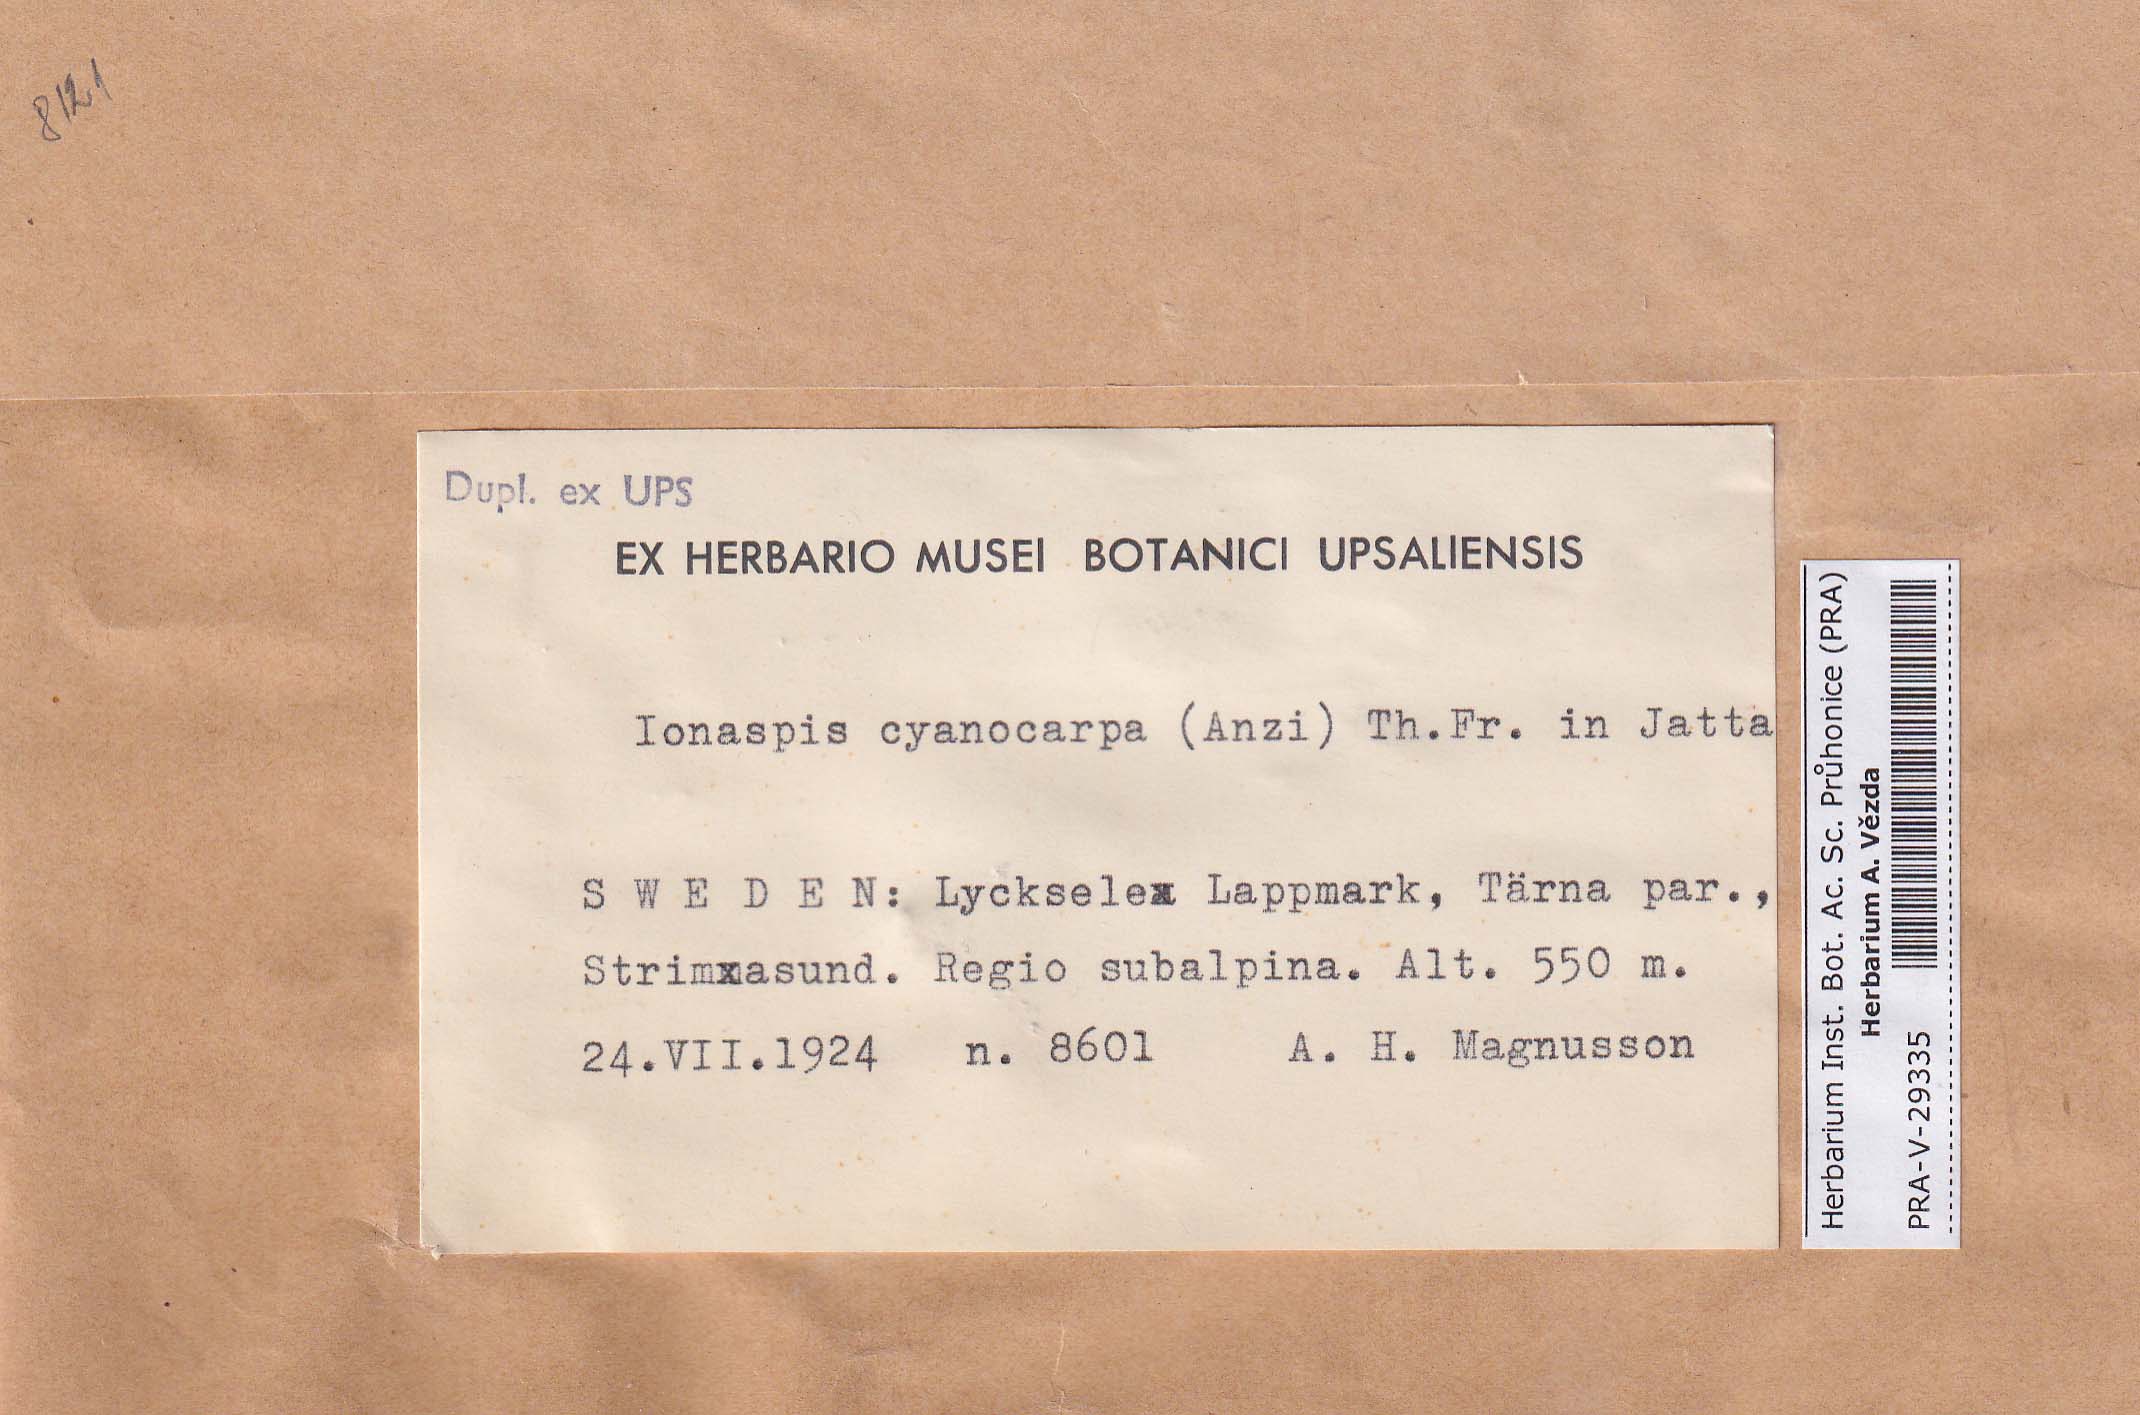 8121
Dupl. ex UPS
EX HERBARIO MUSEI BOTANICI UPSALIENSIS
Ionaspis cyanocarpa (Anzi) Th.Fr. in Jatta
S W E D E N: Lycksele Lappmark, Tärna par.,
Strimasund. Regio subalpina. Alt. 550 m.
24.VII.1924 n. 8601 A. H. Magnusson
Herbarium Inst. Bot. Ac. Sc. Průhonice (PRA)
Herbarium A. Vězda
PRA-V-29335